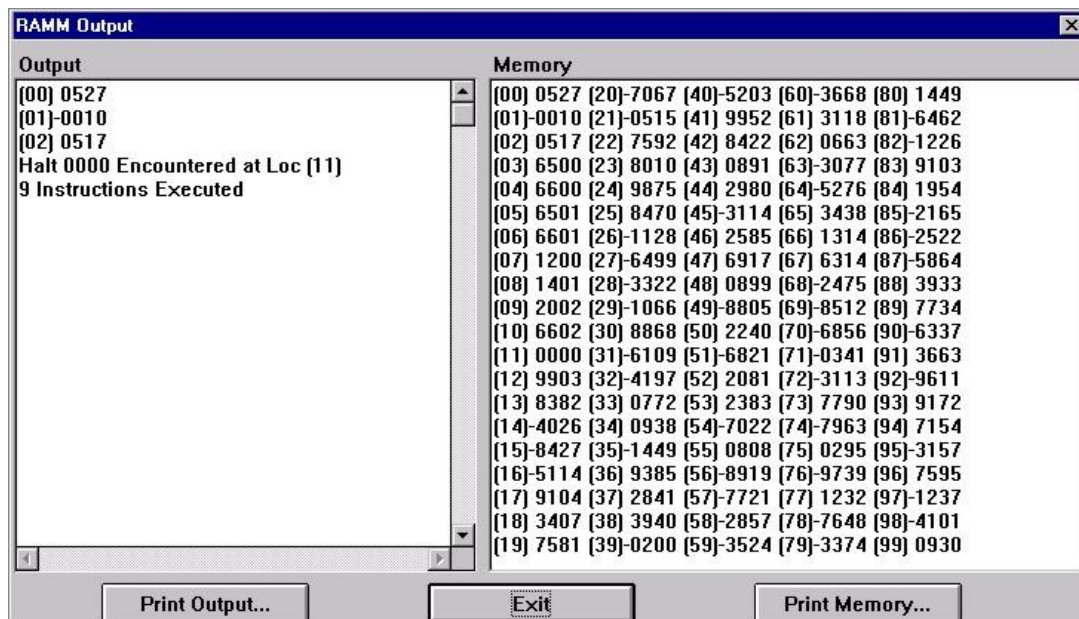 RAMM Output
Output
(00) 0527
(01)-0010
(02) 0517
Halt 0000 Encountered at Loc (11)
9 Instructions Executed
Memory
(00) 0527 (20)-7067 (40)-5203 (60)-3668 (80) 1449
(01)-0010 (21)-0515 (41) 9952 (61) 3118 (81)-6462
(02) 0517 (22) 7592 (42) 8422 (62) 0663 (82)-1226
(03) 6500 (23) 8010 (43) 0891 (63)-3077 (83) 9103
(04) 6600 (24) 9875 (44) 2980 (64)-5276 (84) 1954
(05) 6501 (25) 8470 (45)-3114 (65) 3438 (85)-2165
(06) 6601 (26)-1128 (46) 2585 (66) 1314 (86)-2522
(07) 1200 (27)-6499 (47) 6917 (67) 6314 (87)-5864
(08) 1401 (28)-3322 (48) 0899 (68)-2475 (88) 3933
(09) 2002 (29)-1066 (49)-8805 (69)-8512 (89) 7734
(10) 6602 (30) 8868 (50) 2240 (70)-6856 (90)-6337
(11) 0000 (31)-6109 (51)-6821 (71)-0341 (91) 3663
(12) 9903 (32)-4197 (52) 2081 (72)-3113 (92)-9611
(13) 8382 (33) 0772 (53) 2383 (73) 7790 (93) 9172
(14)-4026 (34) 0938 (54)-7022 (74)-7963 (94) 7154
(15)-8427 (35)-1449 (55) 0808 (75) 0295 (95)-3157
(16)-5114 (36) 9385 (56)-8919 (76)-9739 (96) 7595
(17) 9104 (37) 2841 (57)-7721 (77) 1232 (97)-1237
(18) 3407 (38) 3940 (58)-2857 (78)-7648 (98)-4101
(19) 7581 (39)-0200 (59)-3524 (79)-3374 (99) 0930
Print Output... Exit Print Memory...